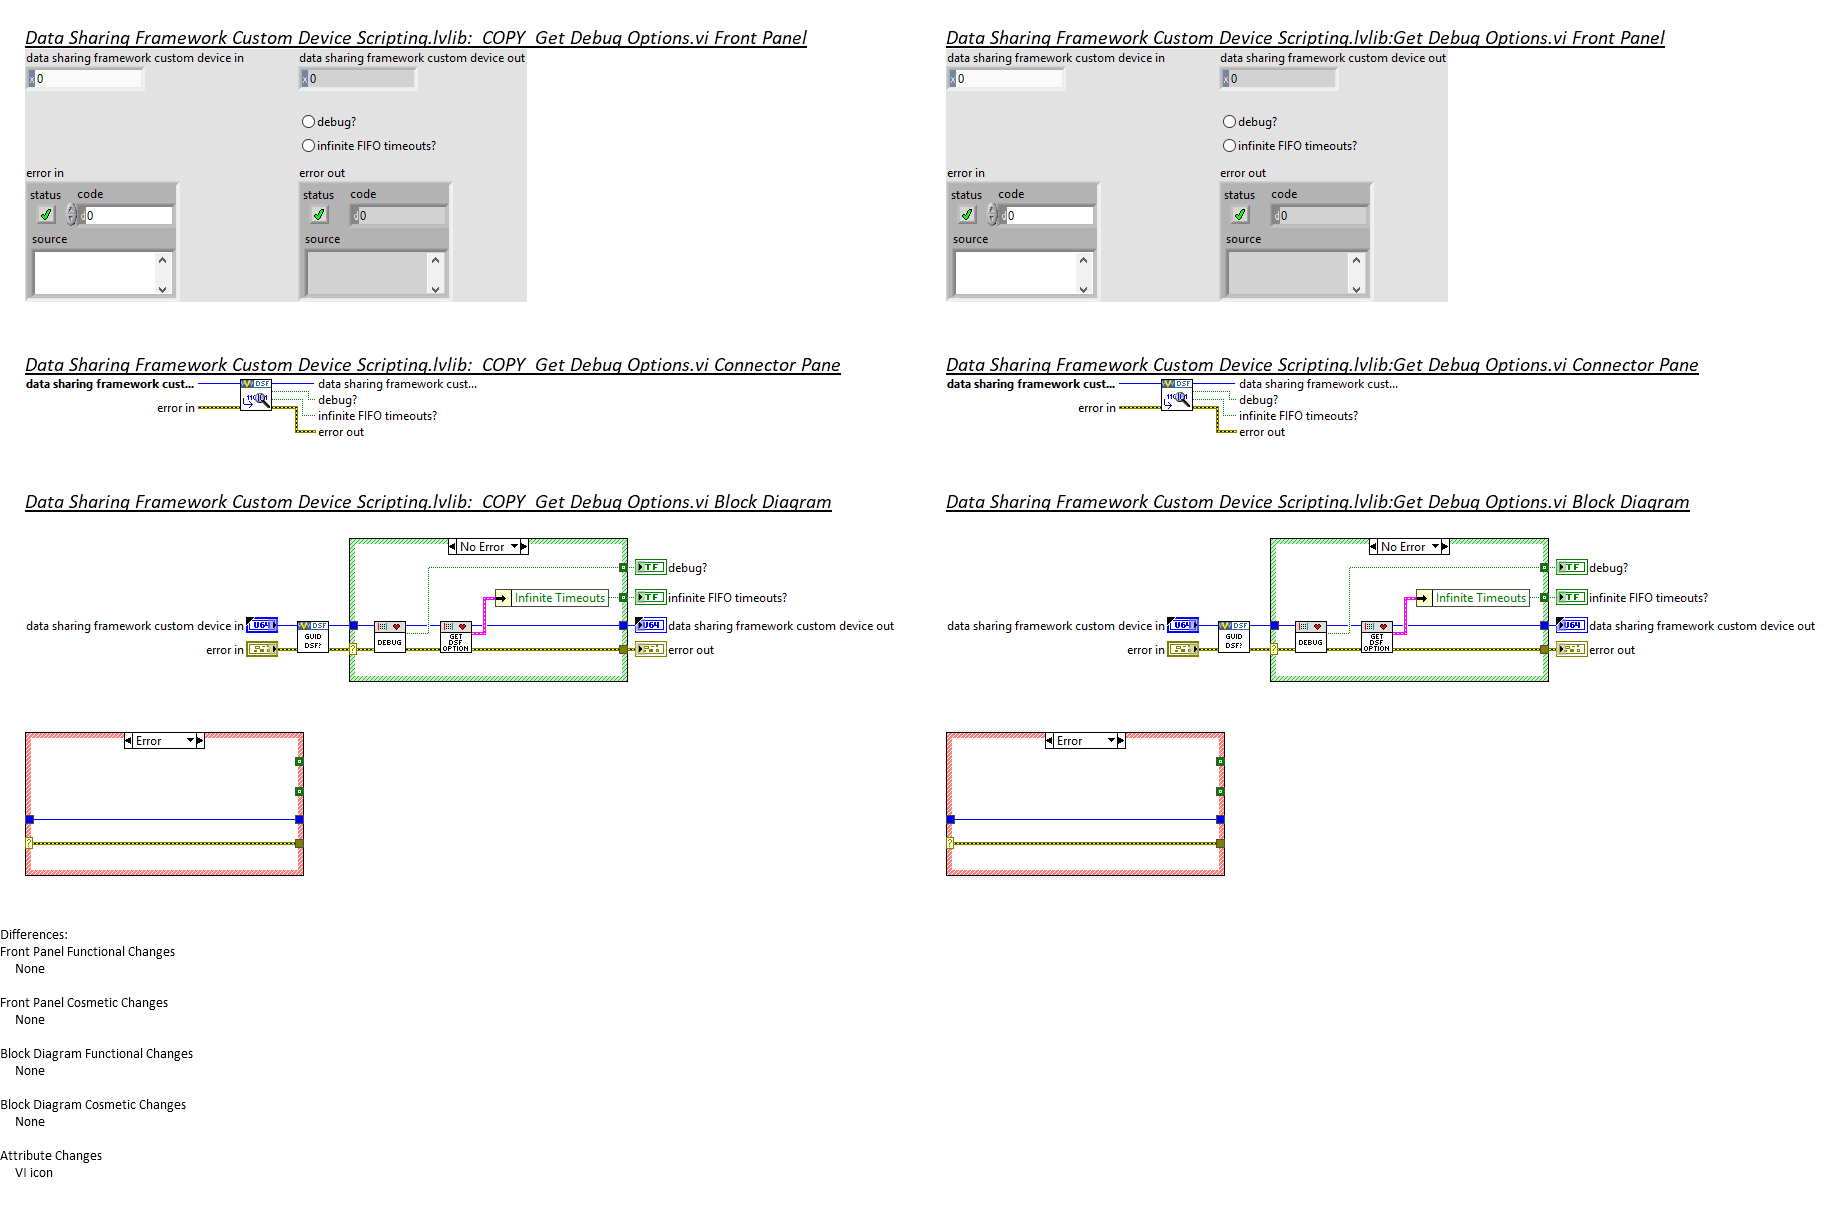 Data Sharing Framework Custom Device Scripting.lvlib:_COPY_Get Debug Options.vi Front Panel
data sharing framework custom device in
data sharing framework custom device out
x 0
x 0
debug?
infinite FIFO timeouts?
error in
error out
status code
status code
d 0
d 0
source
source
Data Sharing Framework Custom Device Scripting.lvlib:Get Debug Options.vi Front Panel
data sharing framework custom device in
data sharing framework custom device out
x 0
x 0
debug?
infinite FIFO timeouts?
error in
error out
status code
status code
d 0
d 0
source
source
Data Sharing Framework Custom Device Scripting.lvlib:_COPY_Get Debug Options.vi Connector Pane
data sharing framework cust...
DSF
data sharing framework cust...
debug?
error in
infinite FIFO timeouts?
error out
Data Sharing Framework Custom Device Scripting.lvlib:Get Debug Options.vi Connector Pane
data sharing framework cust...
DSF
data sharing framework cust...
debug?
error in
infinite FIFO timeouts?
error out
Data Sharing Framework Custom Device Scripting.lvlib:_COPY_Get Debug Options.vi Block Diagram
No Error
TF debug?
Infinite Timeouts
TF infinite FIFO timeouts?
data sharing framework custom device in U64
DSF
GUID
DSF?
DEBUG
GET
DSF
OPTION
U64 data sharing framework custom device out
error in
?
error out
Error
?
Data Sharing Framework Custom Device Scripting.lvlib:Get Debug Options.vi Block Diagram
No Error
TF debug?
Infinite Timeouts
TF infinite FIFO timeouts?
data sharing framework custom device in U64
DSF
GUID
DSF?
DEBUG
GET
DSF
OPTION
U64 data sharing framework custom device out
error in
?
error out
Error
?
Differences:
Front Panel Functional Changes
None
Front Panel Cosmetic Changes
None
Block Diagram Functional Changes
None
Block Diagram Cosmetic Changes
None
Attribute Changes
VI icon